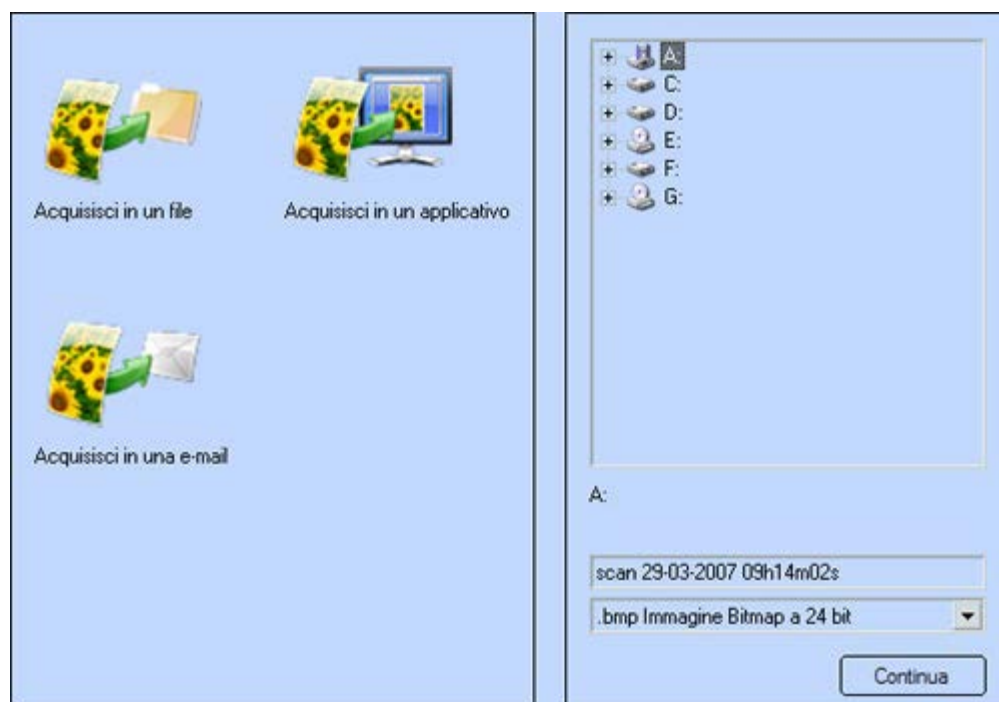 Acquisisci in un file
Acquisisci in un applicativo
Acquisisci in una e-mail
A:
C:
D:
E:
F:
G:
A:
scan 29-03-2007 09h14m02s
.bmp Immagine Bitmap a 24 bit
Continua